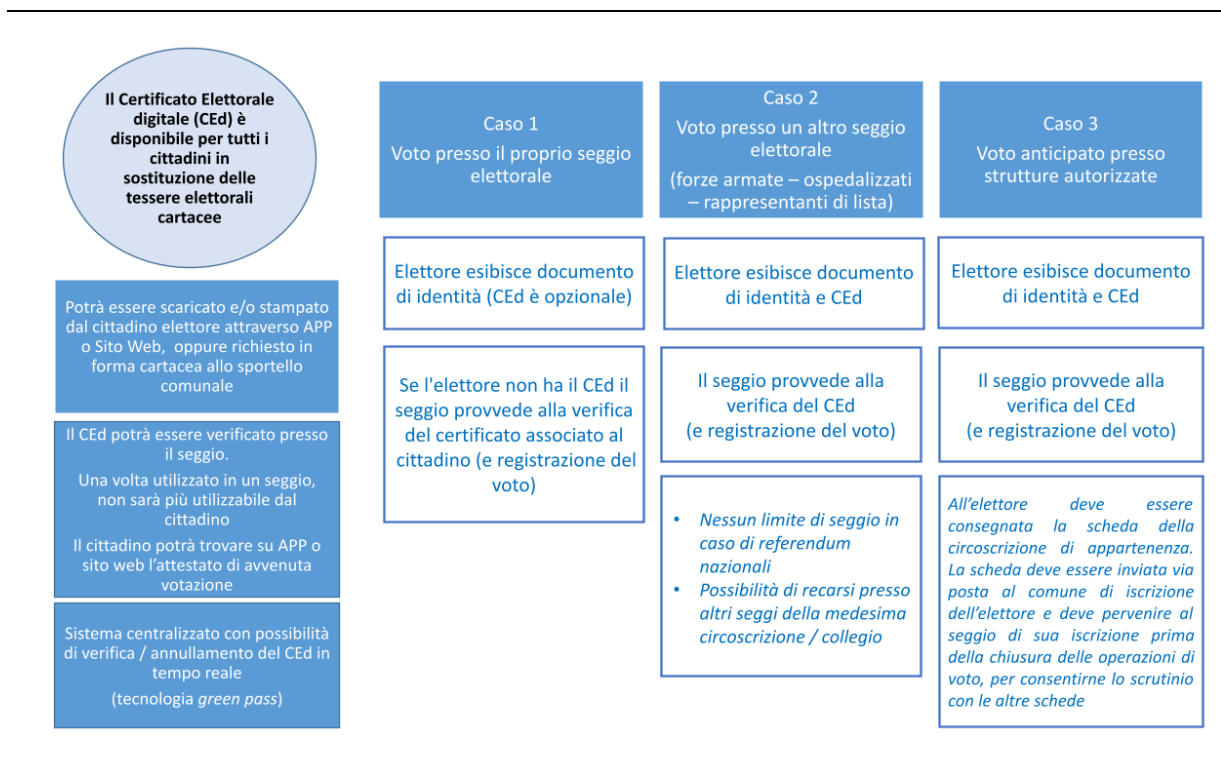 Il Certificato Elettorale
digitale (CEd) è
disponibile per tutti i
cittadini in
sostituzione delle
tessere elettorali
cartacee
Potrà essere scaricato e/o stampato
dal cittadino elettore attraverso APP
o Sito Web, oppure richiesto in
forma cartacea allo sportello
comunale
Il CEd potrà essere verificato presso
il seggio.
Una volta utilizzato in un seggio,
non sarà più utilizzabile dal
cittadino
Il cittadino potrà trovare su APP o
sito web l’attestato di avvenuta
votazione
Sistema centralizzato con possibilità
di verifica / annullamento del CEd in
tempo reale
(tecnologia green pass)
Caso 1
Voto presso il proprio seggio
elettorale
Elettore esibisce documento
di identità (CEd è opzionale)
Se l'elettore non ha il CEd il
seggio provvede alla verifica
del certificato associato al
cittadino (e registrazione del
voto)
Caso 2
Voto presso un altro seggio
elettorale
(forze armate – ospedalizzati
– rappresentanti di lista)
Elettore esibisce documento
di identità e CEd
Il seggio provvede alla
verifica del CEd
(e registrazione del voto)
• Nessun limite di seggio in
caso di referendum
nazionali
• Possibilità di recarsi presso
altri seggi della medesima
circoscrizione / collegio
Caso 3
Voto anticipato presso
strutture autorizzate
Elettore esibisce documento
di identità e CEd
Il seggio provvede alla
verifica del CEd
(e registrazione del voto)
All’elettore deve essere
consegnata la scheda della
circoscrizione di appartenenza.
La scheda deve essere inviata via
posta al comune di iscrizione
dell’elettore e deve pervenire al
seggio di sua iscrizione prima
della chiusura delle operazioni di
voto, per consentirne lo scrutinio
con le altre schede